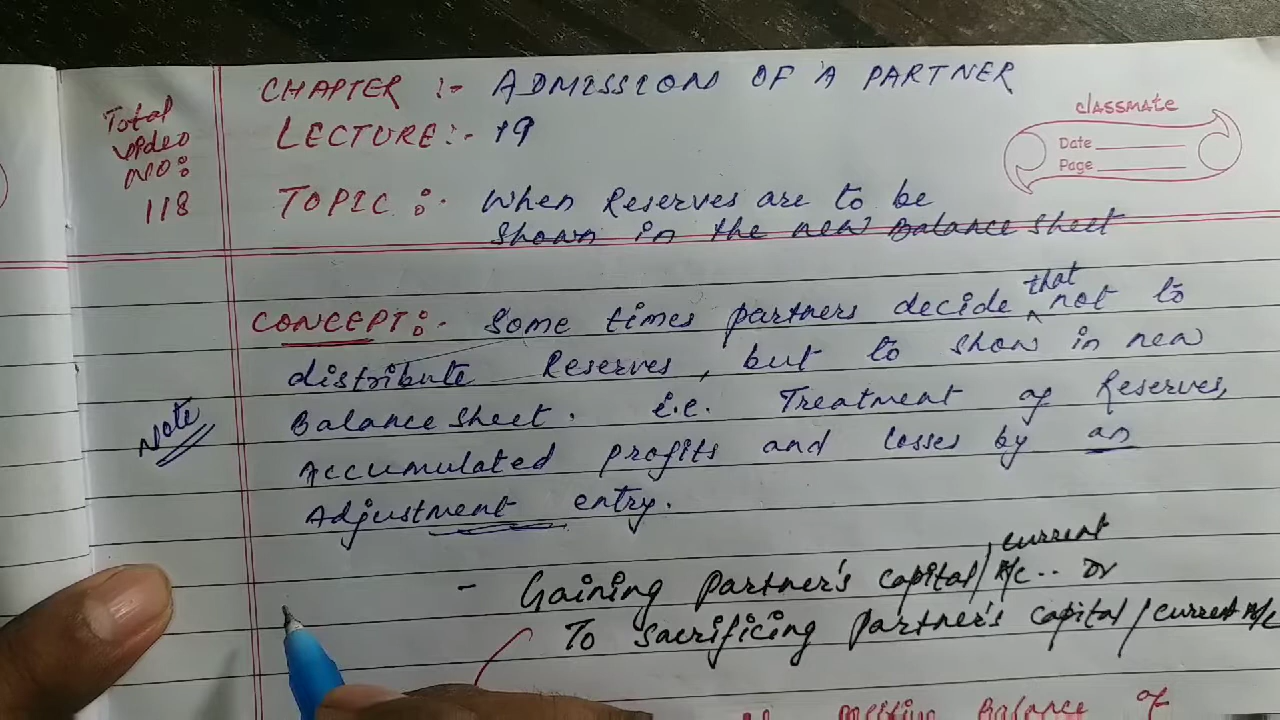 CHAPTER :- ADMISSION OF A PARTNER
Total
video
NO:
118
LECTURE:- 19
classmate
Date
Page
TOPIC :- When Reserves are to be
shown in the new Balance sheet
CONCEPT:- Some times partners decide that not to
distribute Reserves, but to show in new
Balance sheet. i.e. Treatment of Reserves,
Note
Accumulated profits and losses by an
Adjustment entry.
- Gaining Partner's capital/current A/c.. Dr
To Sacrificing Partner's capital/current A/c
Balance of